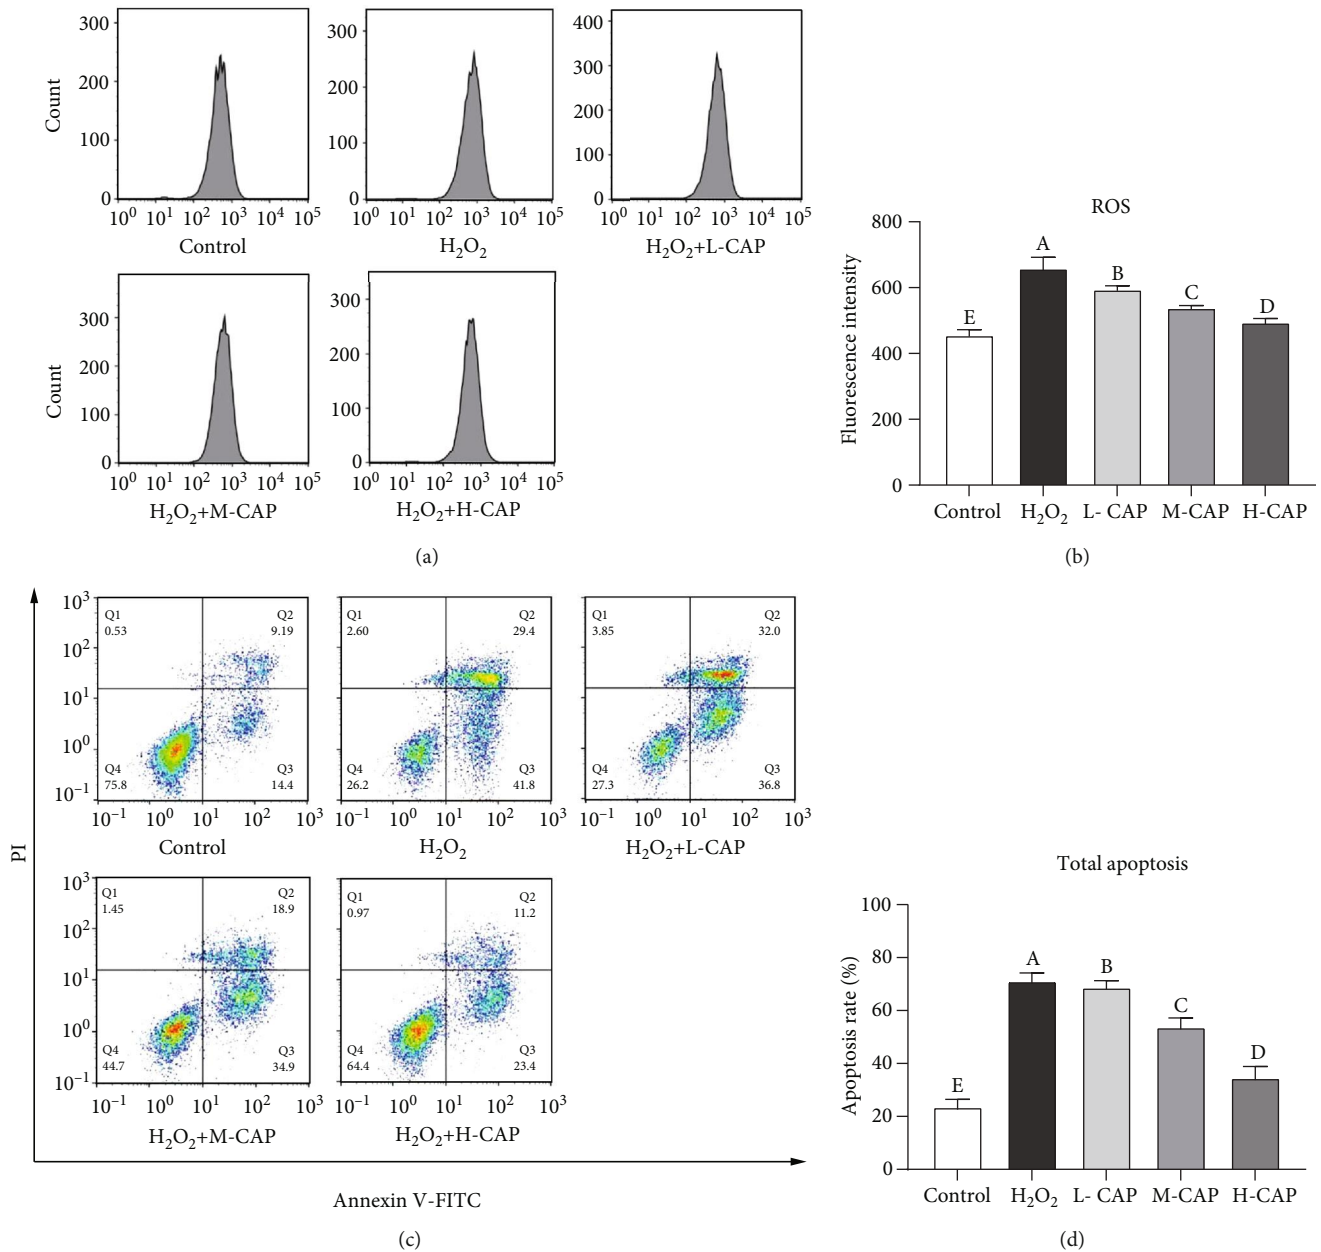 300
200
100
0
Count
10⁰ 10¹ 10² 10³ 10⁴ 10⁵
Control
300
200
100
0
10⁰ 10¹ 10² 10³ 10⁴ 10⁵
H₂O₂
400
300
200
100
0
10⁰ 10¹ 10² 10³ 10⁴ 10⁵
H₂O₂+L-CAP
300
200
100
0
Count
10⁰ 10¹ 10² 10³ 10⁴ 10⁵
H₂O₂+M-CAP
300
200
100
0
10⁰ 10¹ 10² 10³ 10⁴ 10⁵
H₂O₂+H-CAP
(a)
ROS
800
600
400
200
0
Fluorescence intensity
E A B C D
Control H₂O₂ L- CAP M-CAP H-CAP
(b)
PI
10³
10²
10¹
10⁰
10⁻¹
Q1 Q2
0.53 9.19
Q4 Q3
75.8 14.4
10⁻¹ 10⁰ 10¹ 10² 10³
Control
Q1 Q2
2.60 29.4
Q4 Q3
26.2 41.8
10⁻¹ 10⁰ 10¹ 10² 10³
H₂O₂
Q1 Q2
3.85 32.0
Q4 Q3
27.3 36.8
10⁻¹ 10⁰ 10¹ 10² 10³
H₂O₂+L-CAP
10³
10²
10¹
10⁰
10⁻¹
Q1 Q2
1.45 18.9
Q4 Q3
44.7 34.9
10⁻¹ 10⁰ 10¹ 10² 10³
H₂O₂+M-CAP
Q1 Q2
0.97 11.2
Q4 Q3
64.4 23.4
10⁻¹ 10⁰ 10¹ 10² 10³
H₂O₂+H-CAP
Annexin V-FITC
(c)
Total apoptosis
100
80
60
40
20
0
Apoptosis rate (%)
E A B C D
Control H₂O₂ L- CAP M-CAP H-CAP
(d)